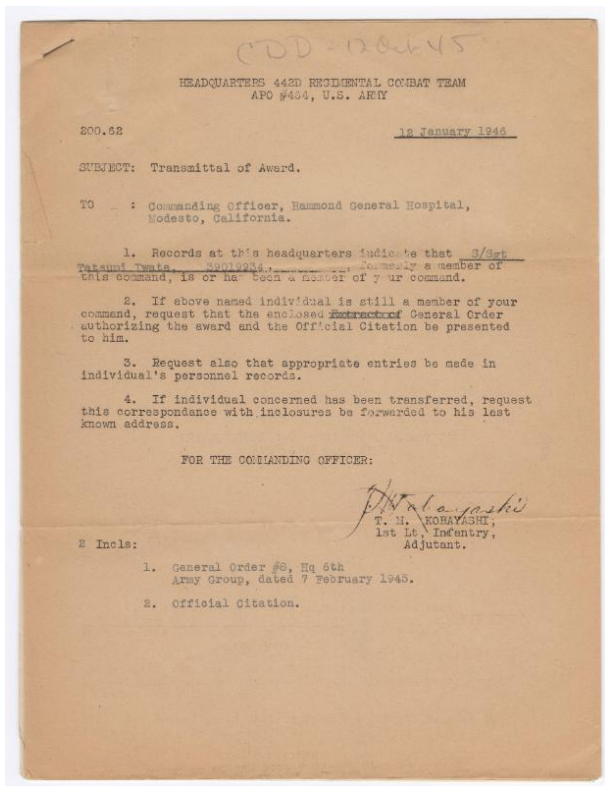 CDD - 12 Oct 45
HEADQUARTERS 442D REGIMENTAL COMBAT TEAM
APO #464, U.S. ARMY
200.62
12 January 1946
SUBJECT: Transmittal of Award.
TO : Commanding Officer, Hammond General Hospital,
Modesto, California.
1. Records at this headquarters indicate that S/Sgt
Tatsumi Iwate, 39019934, formerly a member of
this command, is or has been a member of your command.
2. If above named individual is still a member of your
command, request that the enclosed Extract of General Order
authorizing the award and the Official Citation be presented
to him.
3. Request also that appropriate entries be made in
individual's personnel records.
4. If individual concerned has been transferred, request
this correspondance with inclosures be forwarded to his last
known address.
FOR THE COMMANDING OFFICER:
T. M. KOBAYASHI,
1st Lt, Infantry,
Adjutant.
2 Incls:
1. General Order #8, Hq 6th
Army Group, dated 7 February 1945.
2. Official Citation.